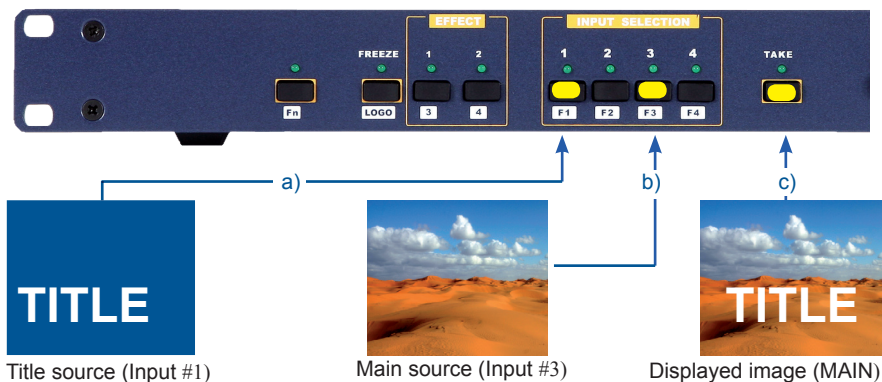 EFFECT
INPUT SELECTION
FREEZE
1
2
1
2
3
4
TAKE
Fn
LOGO
3
4
F1
F2
F3
F4
a)
b)
c)
TITLE
TITLE
Title source (Input #1)
Main source (Input #3)
Displayed image (MAIN)